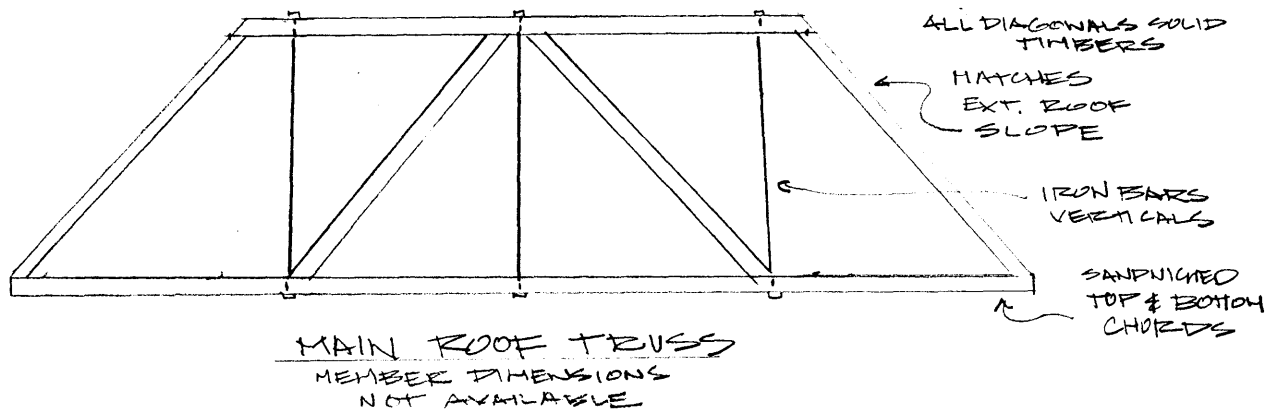 ALL DIAGONALS SOLID
TIMBERS
MATCHES
EXT. ROOF
SLOPE
IRON BARS
VERTICALS
SANDWICHED
TOP & BOTTOM
CHORDS
MAIN ROOF TRUSS
MEMBER DIMENSIONS
NOT AVAILABLE